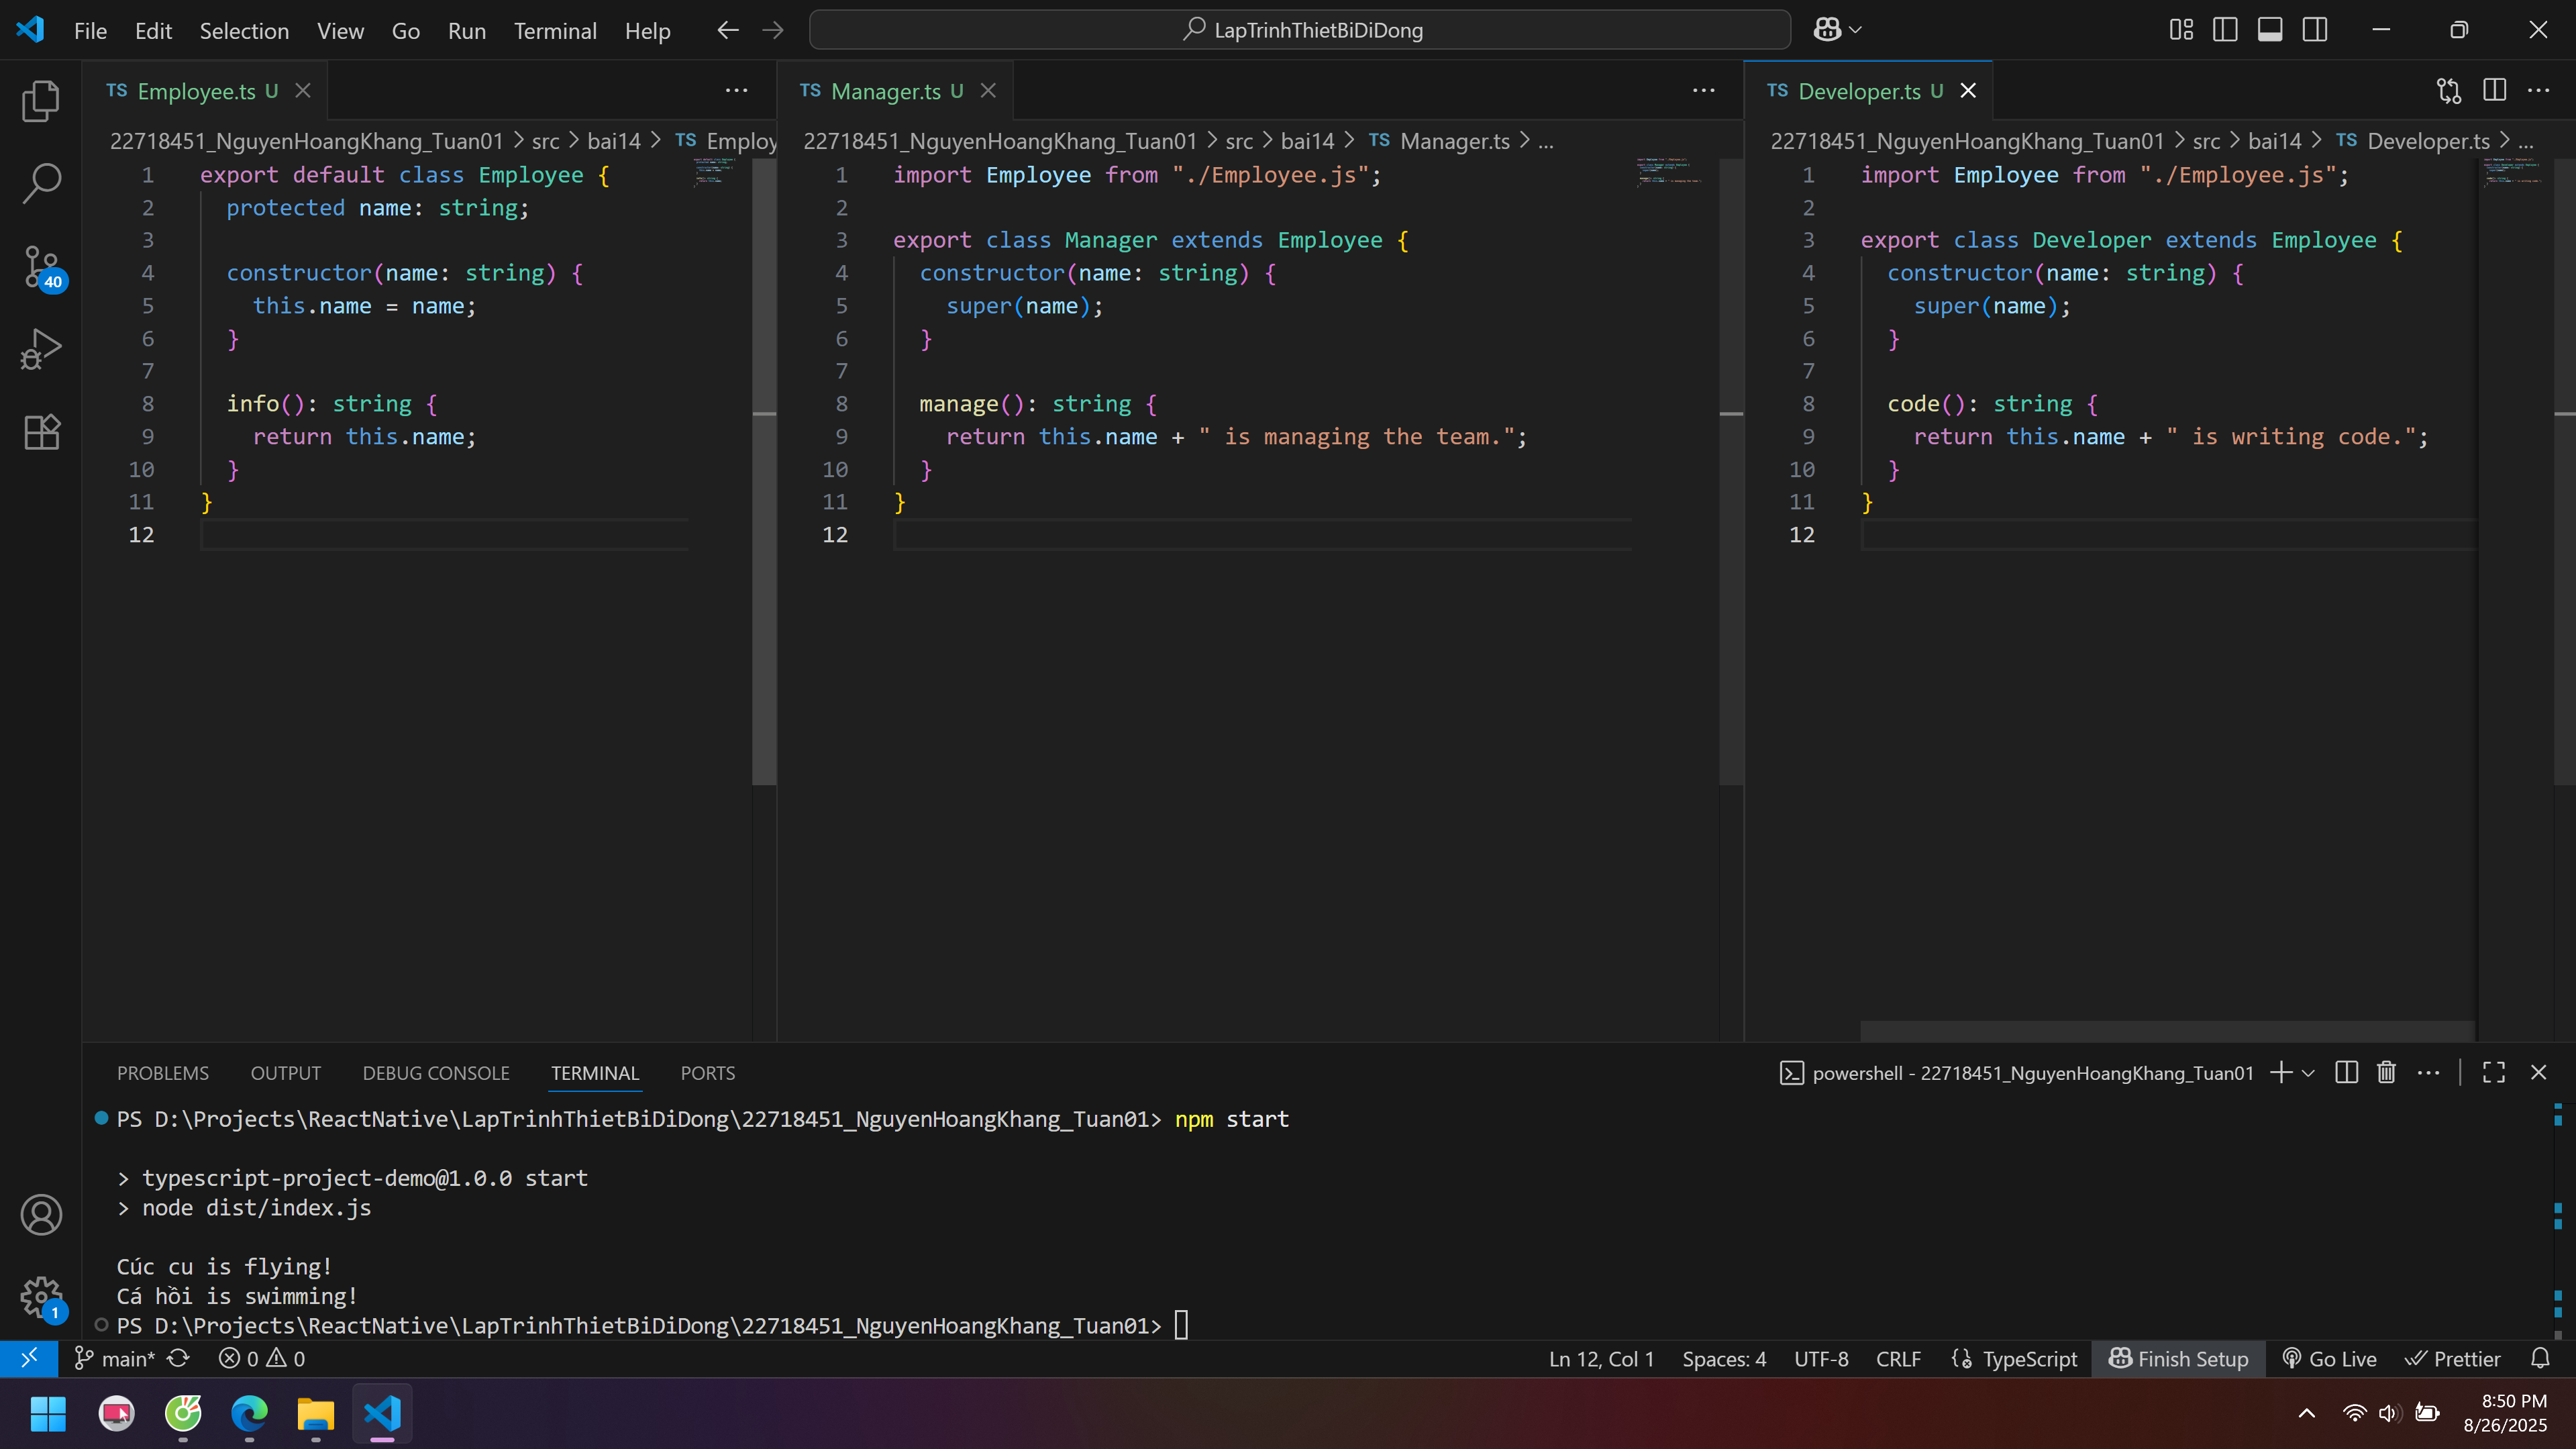 File Edit Selection View Go Run Terminal Help LapTrinhThietBiDiDong
TS Employee.ts U
22718451_NguyenHoangKhang_Tuan01 > src > bai14 > TS Employ
1 export default class Employee {
2   protected name: string;
3
4   constructor(name: string) {
5     this.name = name;
6   }
7
8   info(): string {
9     return this.name;
10   }
11 }
12
TS Manager.ts U
22718451_NguyenHoangKhang_Tuan01 > src > bai14 > TS Manager.ts > ...
1 import Employee from "./Employee.js";
2
3 export class Manager extends Employee {
4   constructor(name: string) {
5     super(name);
6   }
7
8   manage(): string {
9     return this.name + " is managing the team.";
10   }
11 }
12
TS Developer.ts U
22718451_NguyenHoangKhang_Tuan01 > src > bai14 > TS Developer.ts > ...
1 import Employee from "./Employee.js";
2
3 export class Developer extends Employee {
4   constructor(name: string) {
5     super(name);
6   }
7
8   code(): string {
9     return this.name + " is writing code.";
10   }
11 }
12
40
1
PROBLEMS OUTPUT DEBUG CONSOLE TERMINAL PORTS powershell - 22718451_NguyenHoangKhang_Tuan01
PS D:\Projects\ReactNative\LapTrinhThietBiDiDong\22718451_NguyenHoangKhang_Tuan01> npm start
> typescript-project-demo@1.0.0 start
> node dist/index.js
Cúc cu is flying!
Cá hồi is swimming!
PS D:\Projects\ReactNative\LapTrinhThietBiDiDong\22718451_NguyenHoangKhang_Tuan01>
main* 0 0 Ln 12, Col 1 Spaces: 4 UTF-8 CRLF TypeScript Finish Setup Go Live Prettier
8:50 PM
8/26/2025